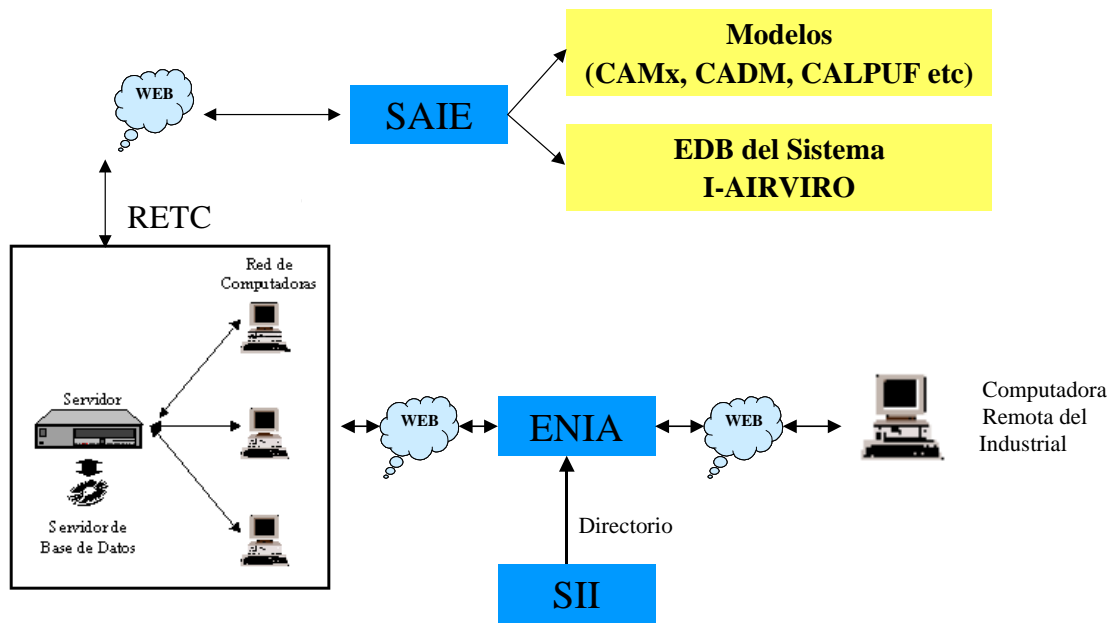 Modelos
(CAMx, CADM, CALPUF etc)
WEB
SAIE
EDB del Sistema
I-AIRVIRO
RETC
Red de
Computadoras
Servidor
Servidor de
Base de Datos
WEB
ENIA
WEB
Computadora
Remota del
Industrial
Directorio
SII